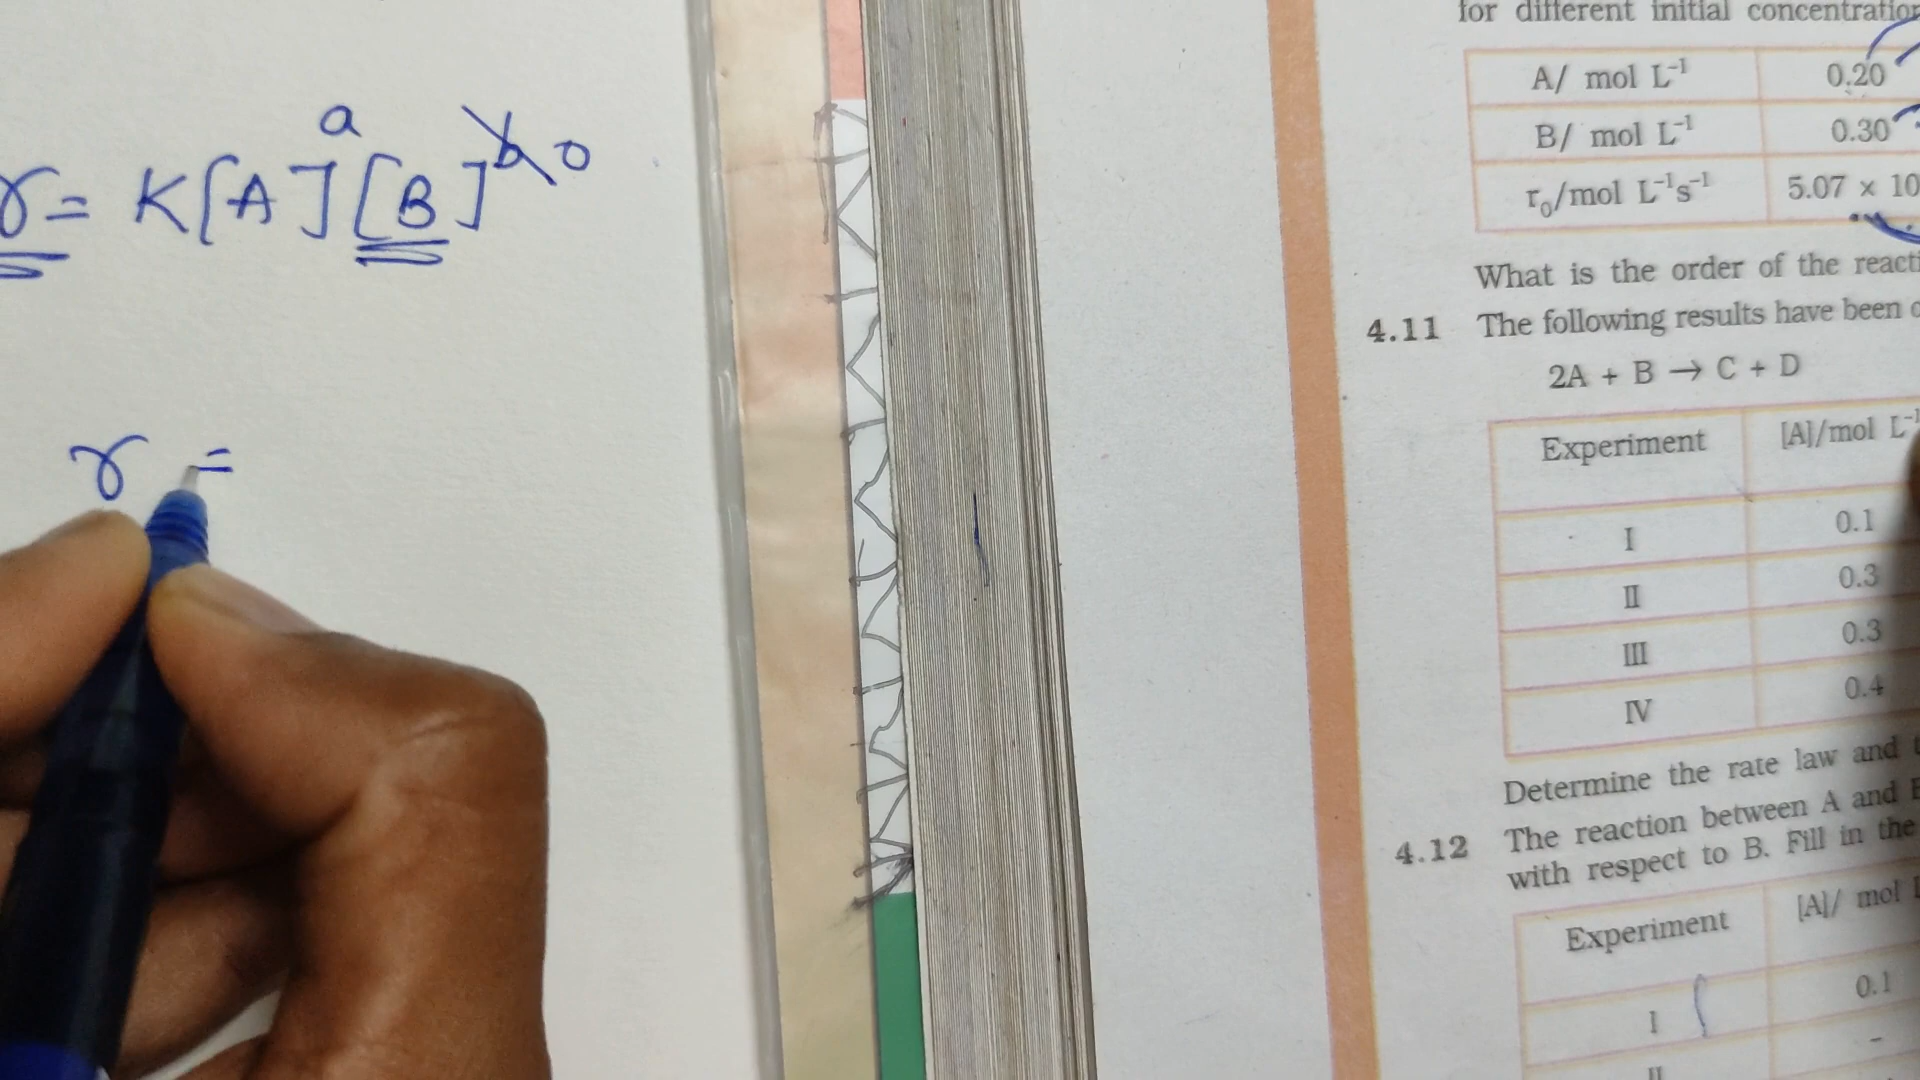 a
r = K[A] [B]b 0
r =
for different initial
A/ mol L-1 0.20
B/ mol L-1 0.30
r0/mol L-1s-1 5.07 × 10
What is the order of the
4.11 The following results have been
2A + B → C + D
Experiment [A]/mol L-1
I 0.1
II 0.3
III 0.3
IV 0.4
Determine the rate law and
4.12 The reaction between A and
with respect to B. Fill in the
Experiment [A]/ mol
I 0.1
II -